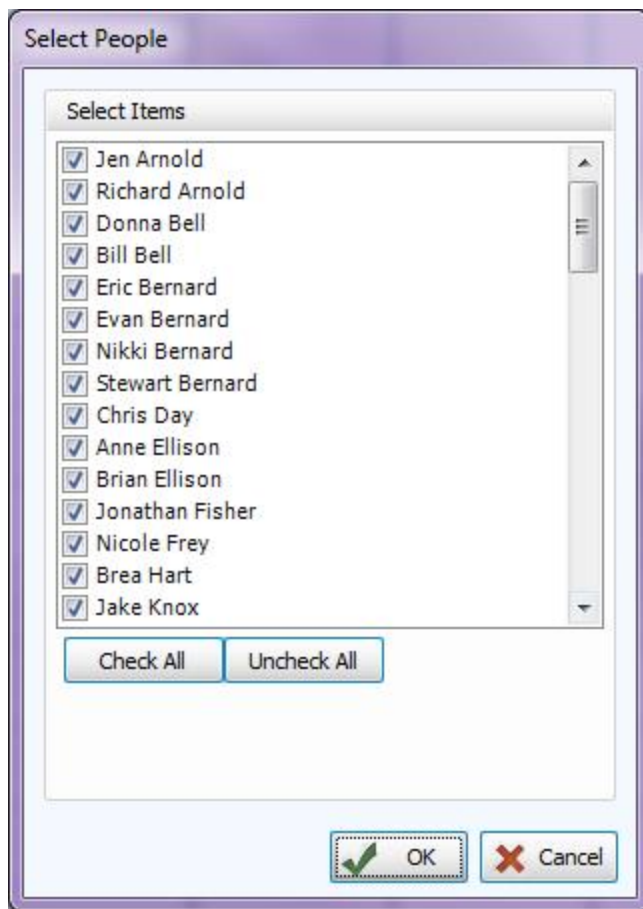 Select People
Select Items
Jen Arnold
Richard Arnold
Donna Bell
Bill Bell
Eric Bernard
Evan Bernard
Nikki Bernard
Stewart Bernard
Chris Day
Anne Ellison
Brian Ellison
Jonathan Fisher
Nicole Frey
Brea Hart
Jake Knox
Check All Uncheck All
OK Cancel